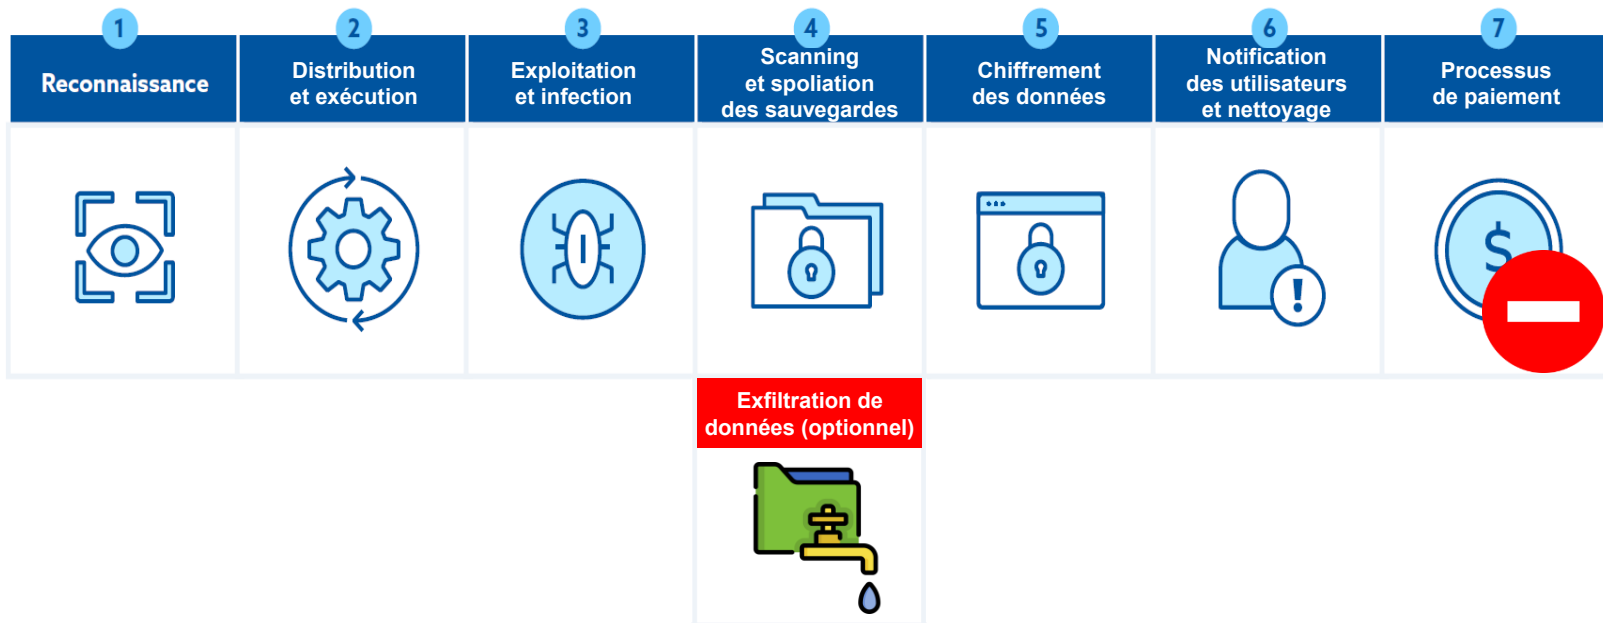 1
Reconnaissance
2
Distribution
et exécution
3
Exploitation
et infection
4
Scanning
et spoliation
des sauvegardes
5
Chiffrement
des données
6
Notification
des utilisateurs
et nettoyage
7
Processus
de paiement
!
$
Exfiltration de
données (optionnel)